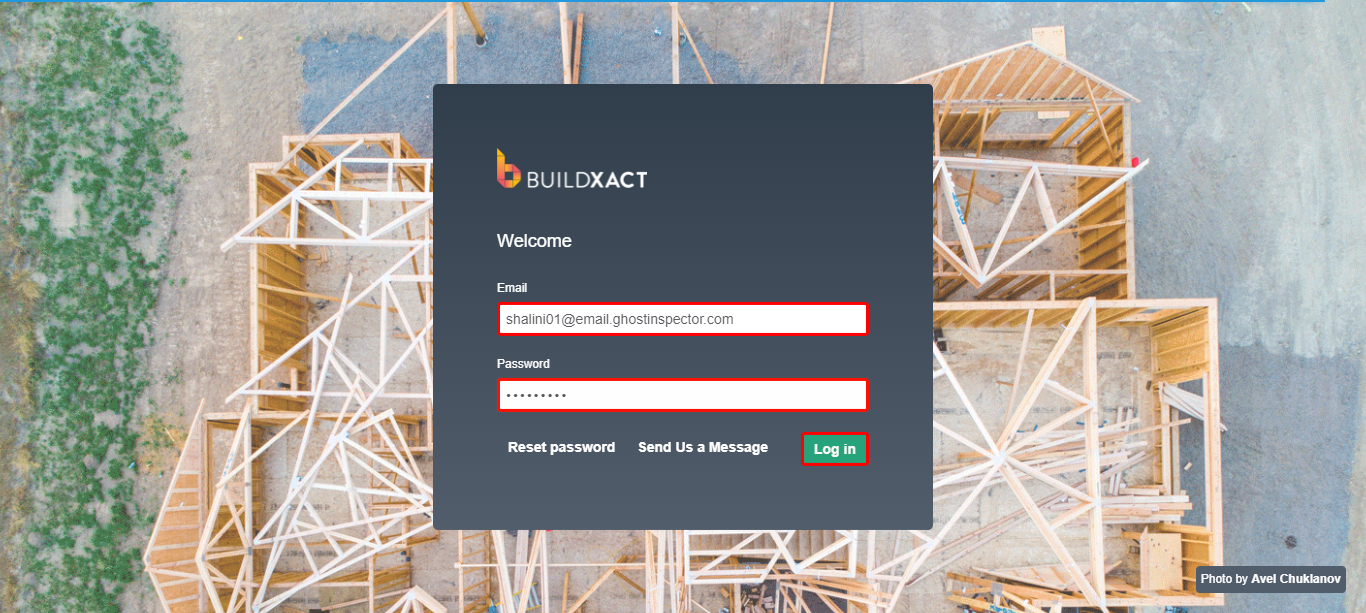 BUILDXACT
Welcome
Email
shalini01@email.ghostinspector.com
Password
•••••••••
Reset password Send Us a Message Log in
Photo by Avel Chuklanov